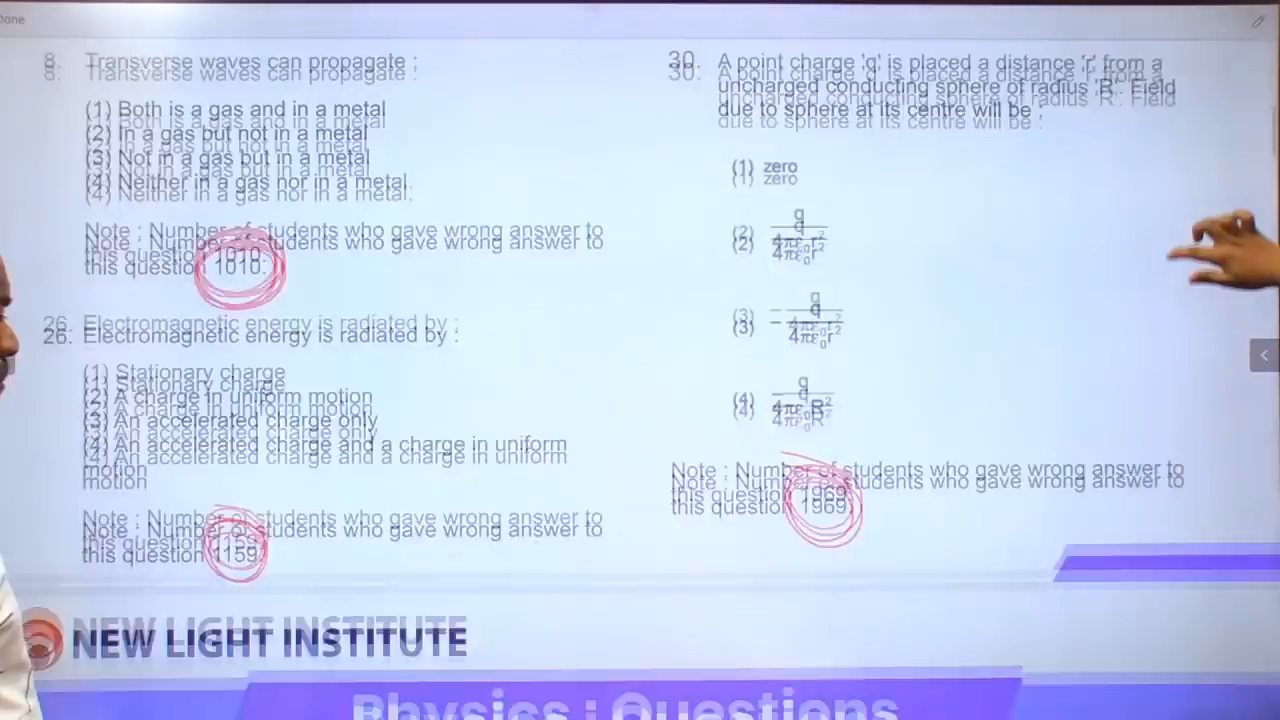 Done
8. Transverse waves can propagate :
(1) Both is a gas and in a metal
(2) In a gas but not in a metal
(3) Not in a gas but in a metal
(4) Neither in a gas nor in a metal.
Note : Number of students who gave wrong answer to
this question 1010.
26. Electromagnetic energy is radiated by :
(1) Stationary charge
(2) A charge in uniform motion
(3) An accelerated charge only
(4) An accelerated charge and a charge in uniform
motion
Note : Number of students who gave wrong answer to
this question 1159.
30. A point charge 'q' is placed a distance 'r' from a
uncharged conducting sphere of radius 'R'. Field
due to sphere at its centre will be :
(1) zero
(2) q / 4πε₀r²
(3) − q / 4πε₀r²
(4) q / 4πε₀R²
Note : Number of students who gave wrong answer to
this question 1969.
NEW LIGHT INSTITUTE
Physics : Questions